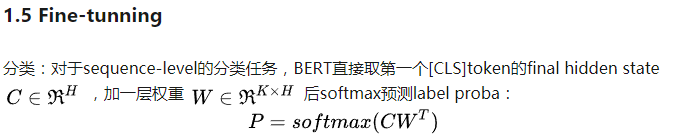 1.5 Fine-tunning
分类：对于sequence-level的分类任务，BERT直接取第一个[CLS]token的final hidden state
C ∈ ℜ^H ，加一层权重 W ∈ ℜ^{K×H} 后softmax预测label proba：
P = softmax(CW^T)